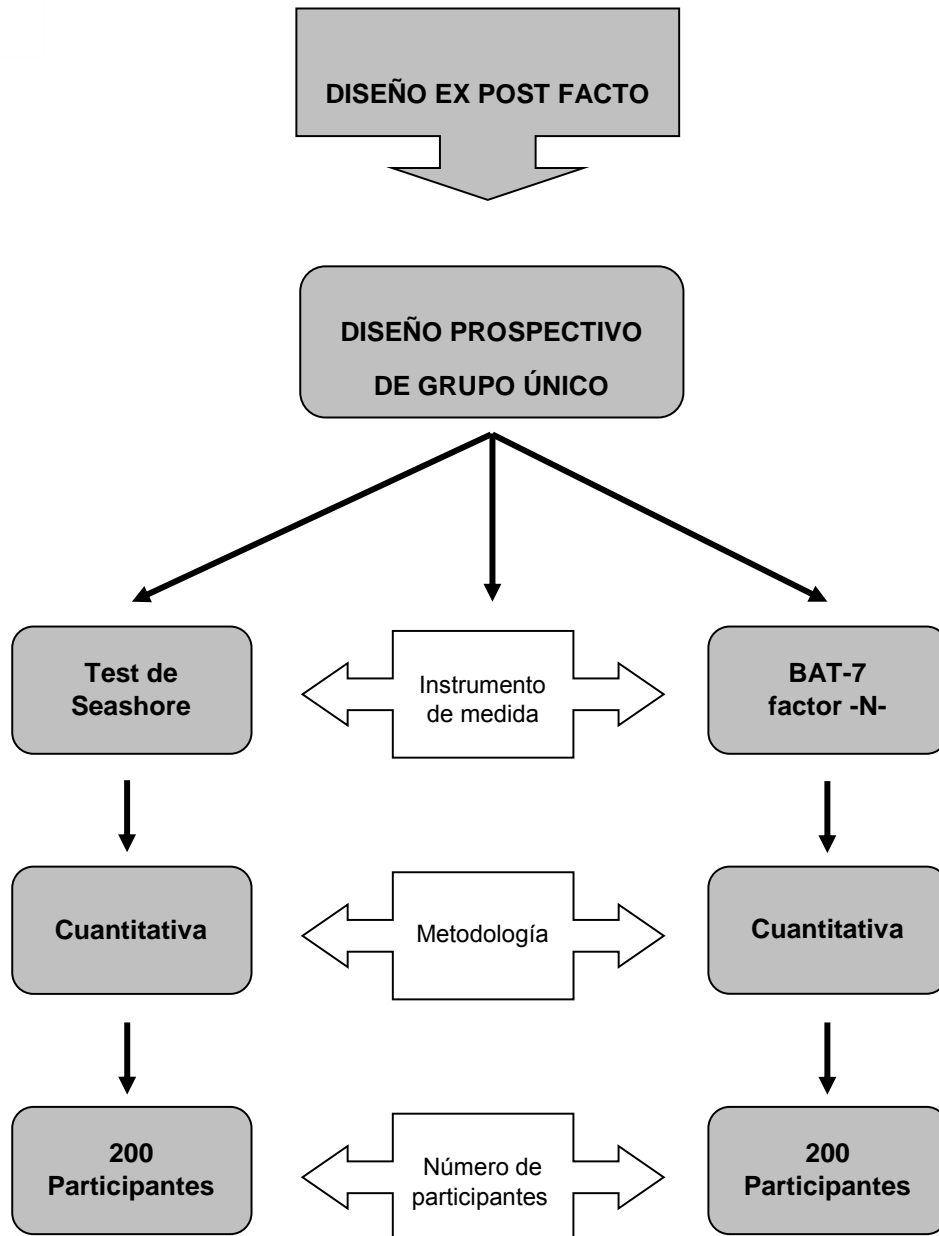 DISEÑO EX POST FACTO
DISEÑO PROSPECTIVO
DE GRUPO ÚNICO
Test de
Seashore
Instrumento
de medida
BAT-7
factor -N-
Cuantitativa
Metodología
Cuantitativa
200
Participantes
Número de
participantes
200
Participantes